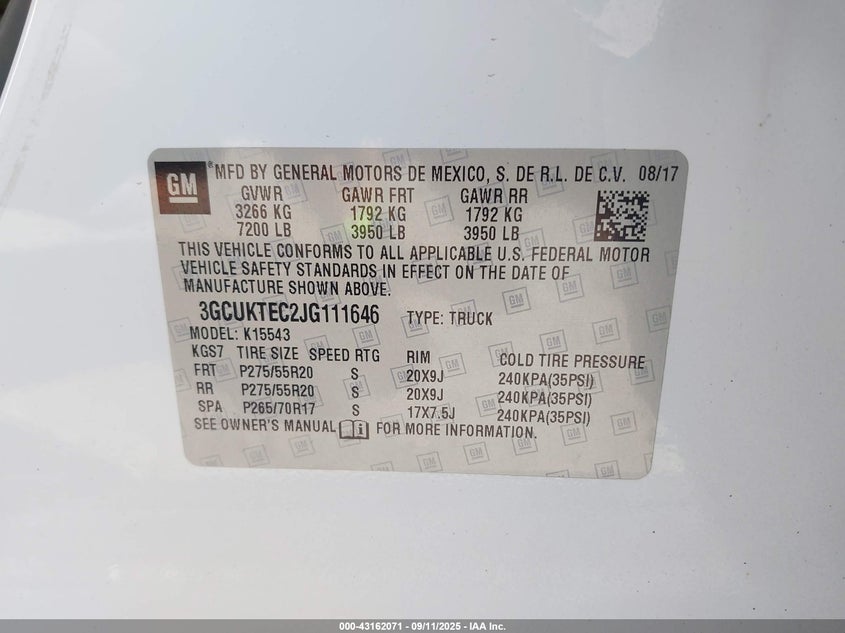 GM
®MFD BY GENERAL MOTORS DE MEXICO, S. DE R.L. DE C.V. 08/17
GVWR GAWR FRT GAWR RR
3266 KG 1792 KG 1792 KG
7200 LB 3950 LB 3950 LB
THIS VEHICLE CONFORMS TO ALL APPLICABLE U.S. FEDERAL MOTOR
VEHICLE SAFETY STANDARDS IN EFFECT ON THE DATE OF
MANUFACTURE SHOWN ABOVE.
3GCUKTEC2JG111646 TYPE: TRUCK
MODEL: K15543
KGS7 TIRE SIZE SPEED RTG RIM COLD TIRE PRESSURE
FRT P275/55R20 S 20X9J 240KPA(35PSI)
RR P275/55R20 S 20X9J 240KPA(35PSI)
SPA P265/70R17 S 17X7.5J 240KPA(35PSI)
SEE OWNER'S MANUAL FOR MORE INFORMATION.
000-43162071 - 09/11/2025 - IAA Inc.